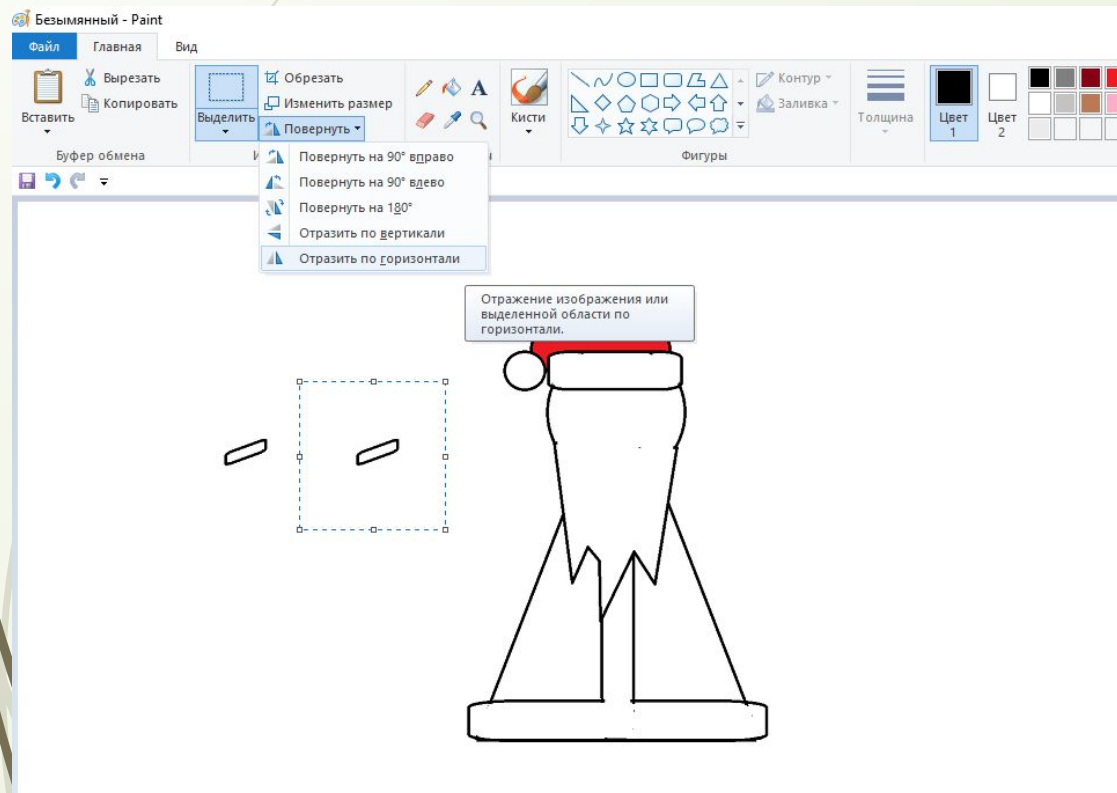 Безымянный - Paint
Файл Главная Вид
Вырезать
Копировать
Вставить
Буфер обмена
Выделить
Обрезать
Изменить размер
Повернуть
A
Кисти
Фигуры
Контур
Заливка
Толщина
Цвет 1
Цвет 2
Повернуть на 90° вправо
Повернуть на 90° влево
Повернуть на 180°
Отразить по вертикали
Отразить по горизонтали
Отражение изображения или
выделенной области по
горизонтали.